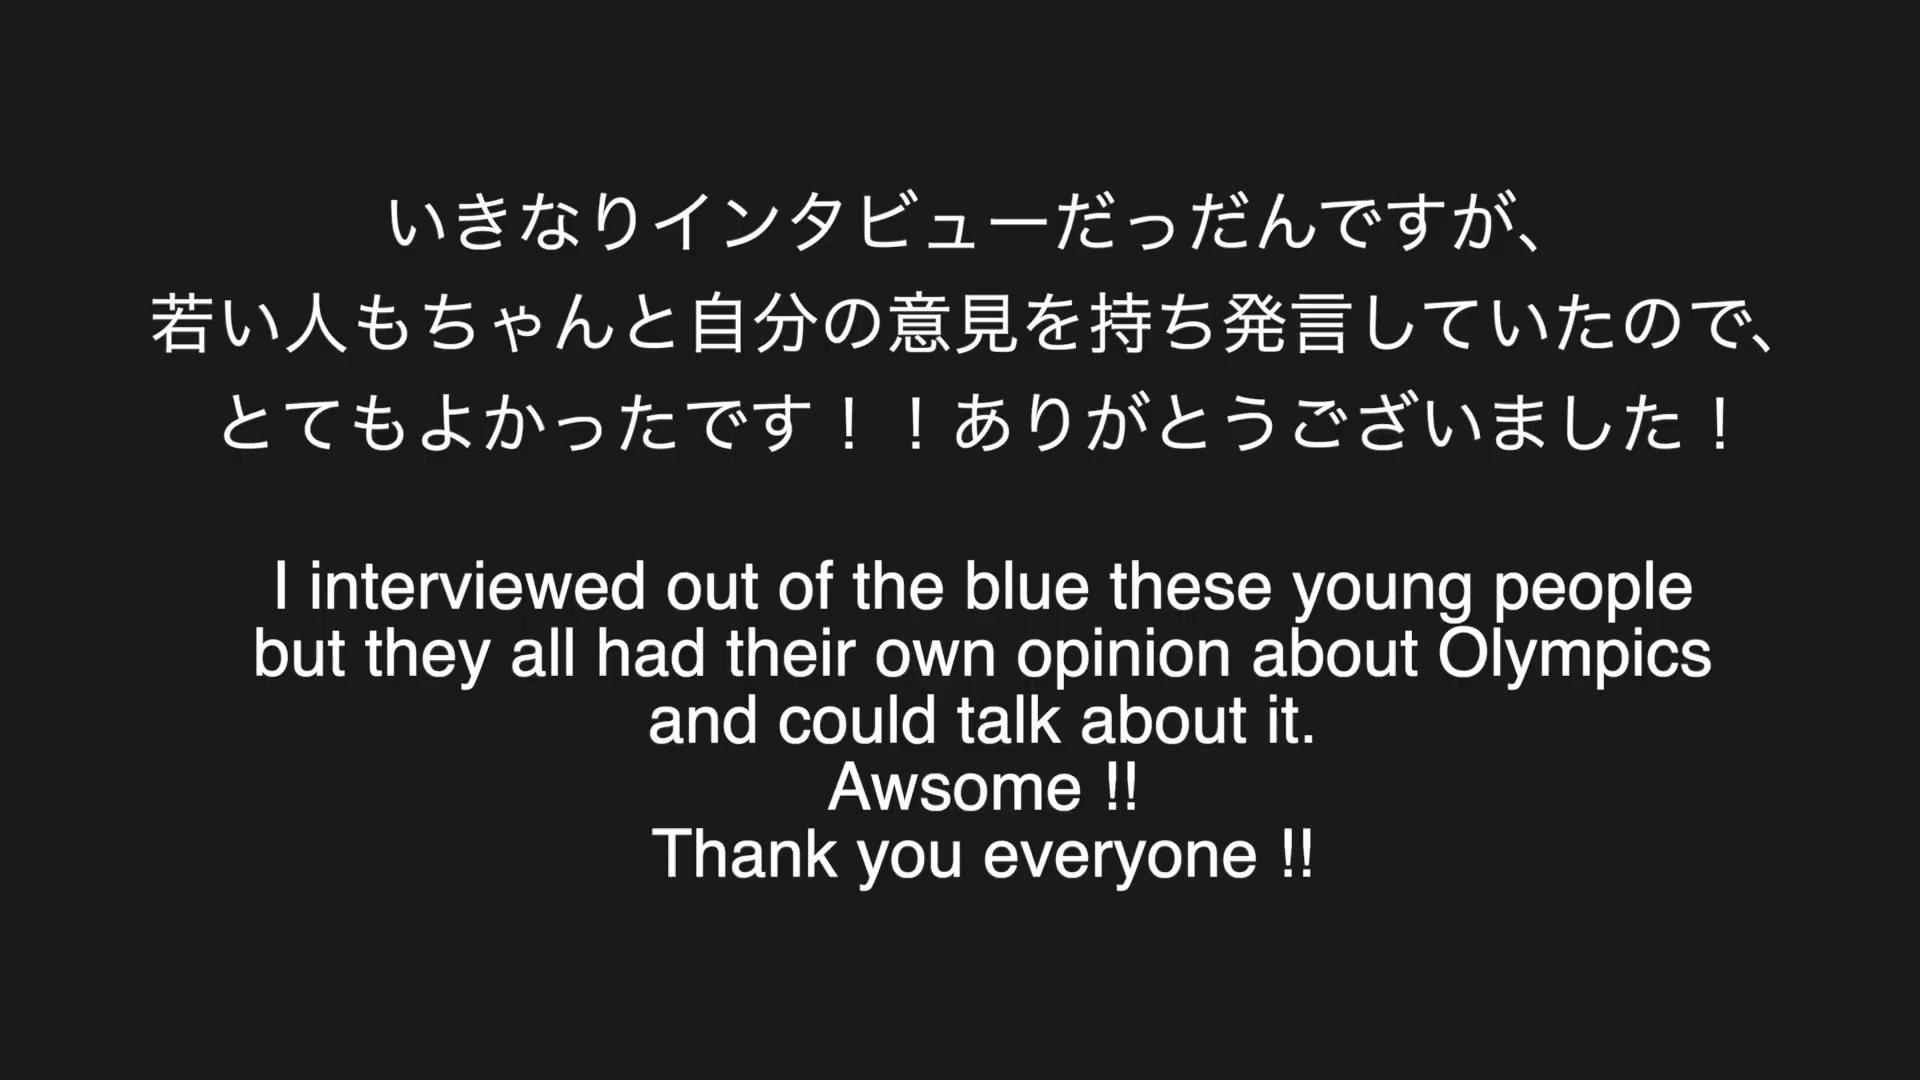 いきなりインタビューだっだんですが、
若い人もちゃんと自分の意見を持ち発言していたので、
とてもよかったです！！ありがとうございました！
I interviewed out of the blue these young people
but they all had their own opinion about Olympics
and could talk about it.
Awsome !!
Thank you everyone !!